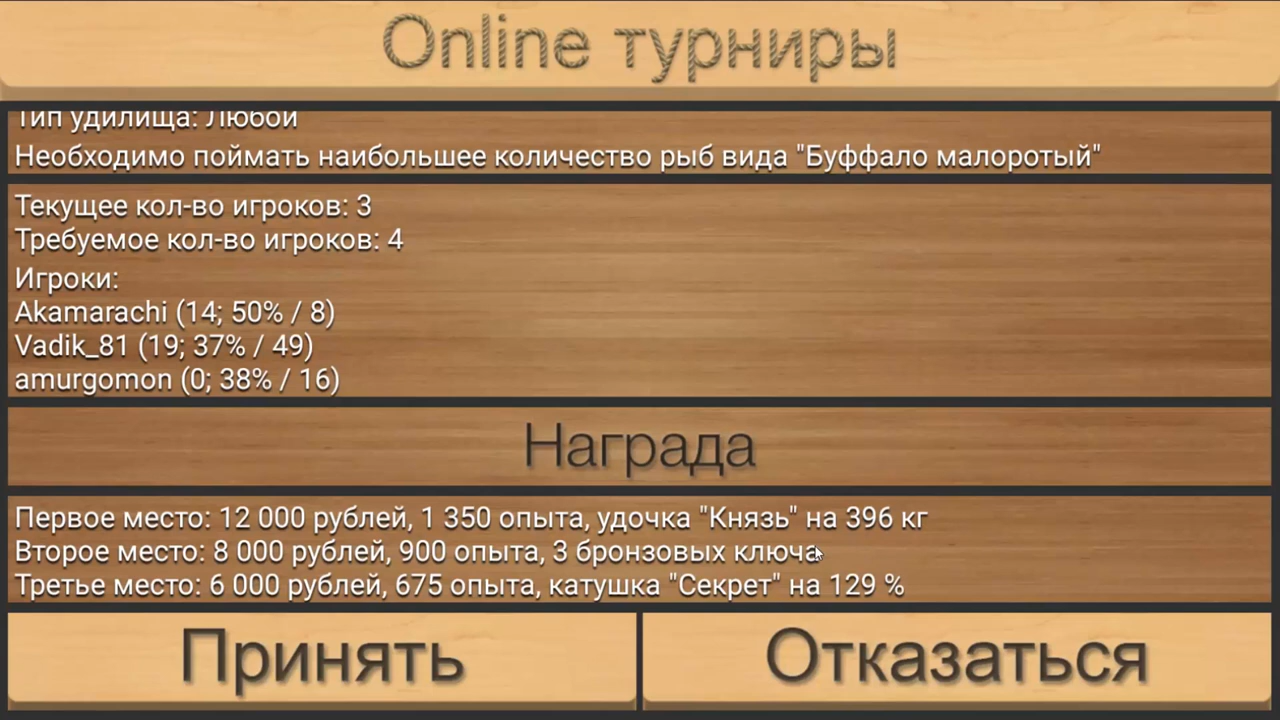 Online турниры
Тип удилища: Любой
Необходимо поймать наибольшее количество рыб вида "Буффало малоротый"
Текущее кол-во игроков: 3
Требуемое кол-во игроков: 4
Игроки:
Akamarachi (14; 50% / 8)
Vadik_81 (19; 37% / 49)
amurgomon (0; 38% / 16)
Награда
Первое место: 12 000 рублей, 1 350 опыта, удочка "Князь" на 396 кг
Второе место: 8 000 рублей, 900 опыта, 3 бронзовых ключа
Третье место: 6 000 рублей, 675 опыта, катушка "Секрет" на 129 %
Принять
Отказаться